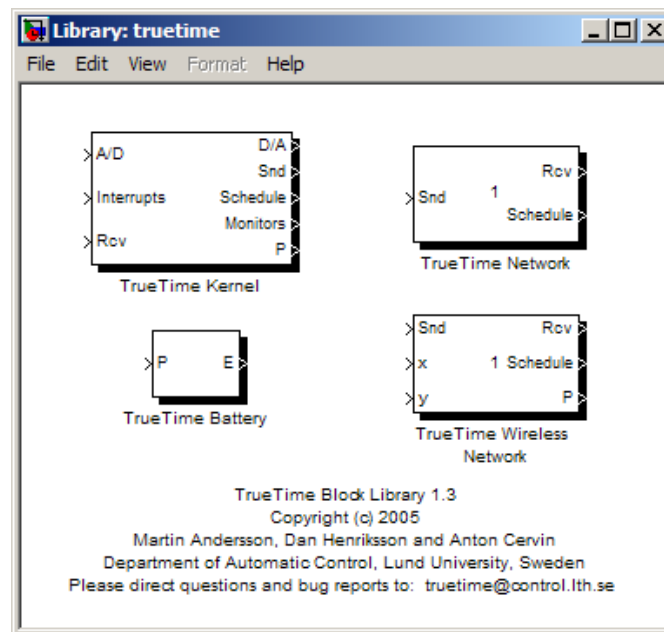 Library: truetime
File Edit View Format Help
A/D
Interrupts
Rcv
D/A
Snd
Schedule
Monitors
P
TrueTime Kernel
Snd
1
Rcv
Schedule
TrueTime Network
P E
TrueTime Battery
Snd Rcv
x 1 Schedule
y P
TrueTime Wireless
Network
TrueTime Block Library 1.3
Copyright (c) 2005
Martin Andersson, Dan Henriksson and Anton Cervin
Department of Automatic Control, Lund University, Sweden
Please direct questions and bug reports to: truetime@control.lth.se